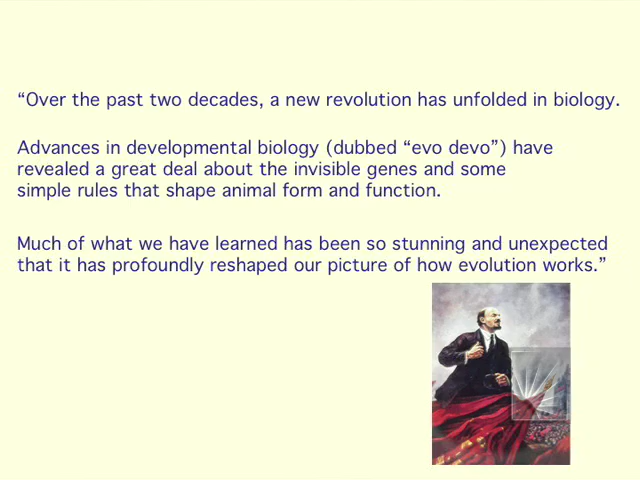 “Over the past two decades, a new revolution has unfolded in biology.
Advances in developmental biology (dubbed “evo devo”) have
revealed a great deal about the invisible genes and some
simple rules that shape animal form and function.
Much of what we have learned has been so stunning and unexpected
that it has profoundly reshaped our picture of how evolution works.”